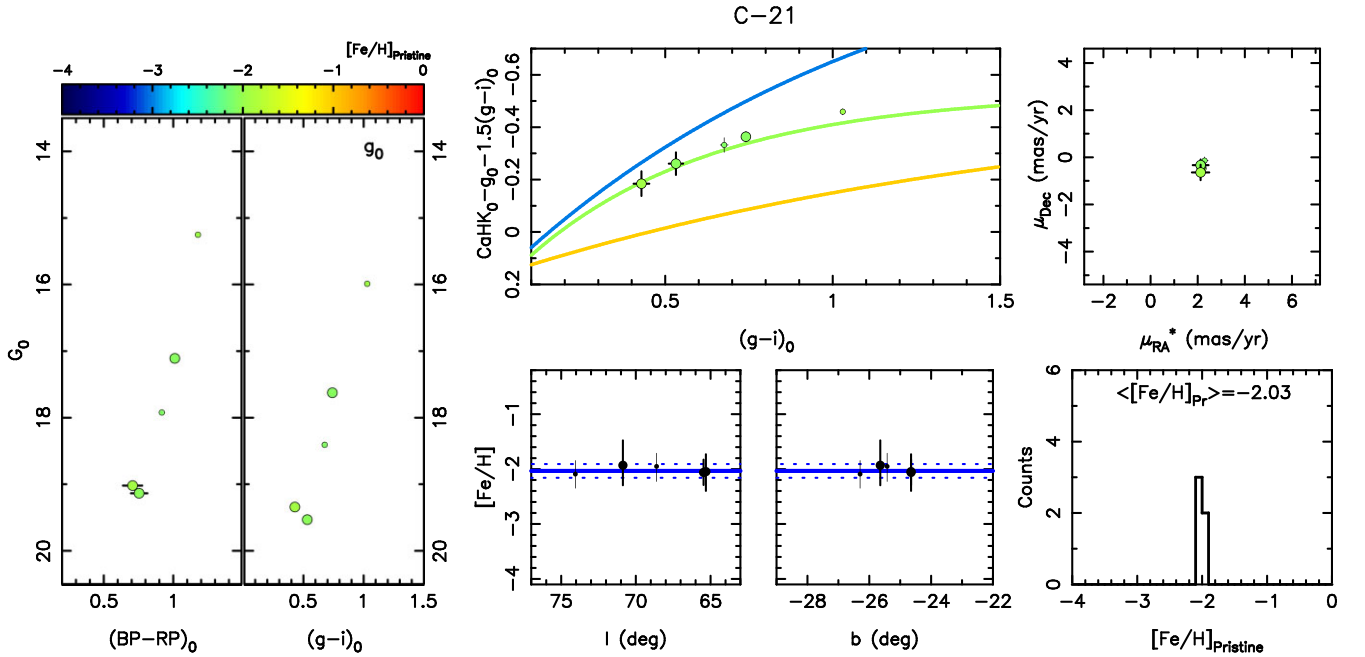 C-21
[Fe/H]Pristine
-4 -3 -2 -1 0
g0
14 16 18 20
G0
14 16 18 20
0.5 1
0.5 1 1.5
(BP-RP)0
(g-i)0
CaHK0-g0-1.5(g-i)0
-0.6 -0.4 -0.2 0 0.2
0.5 1 1.5
(g-i)0
μDec (mas/yr)
4 2 0 -2 -4
-2 0 2 4 6
μRA* (mas/yr)
[Fe/H]
-1 -2 -3 -4
75 70 65
l (deg)
-28 -26 -24 -22
b (deg)
<[Fe/H]Pr>=-2.03
Counts
6 4 2 0
-4 -3 -2 -1 0
[Fe/H]Pristine